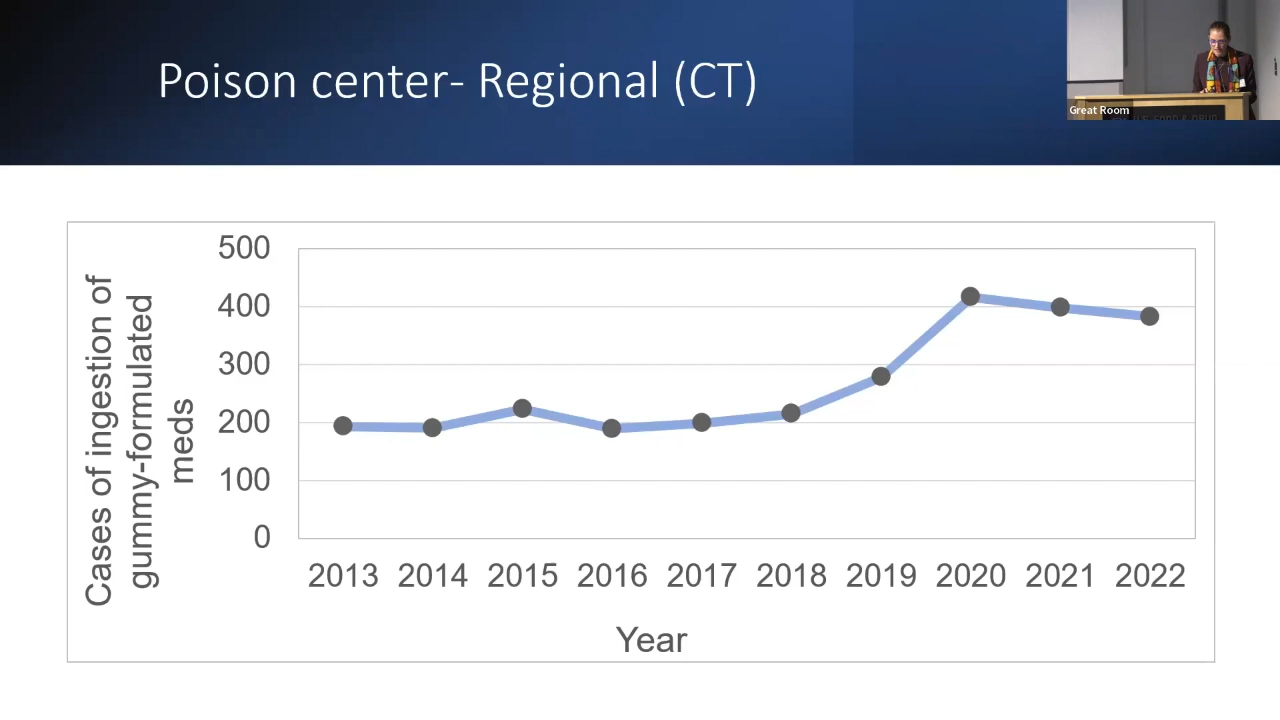 Poison center- Regional (CT)
Great Room
500
400
300
200
100
0
Cases of ingestion of
gummy-formulated
meds
2013 2014 2015 2016 2017 2018 2019 2020 2021 2022
Year